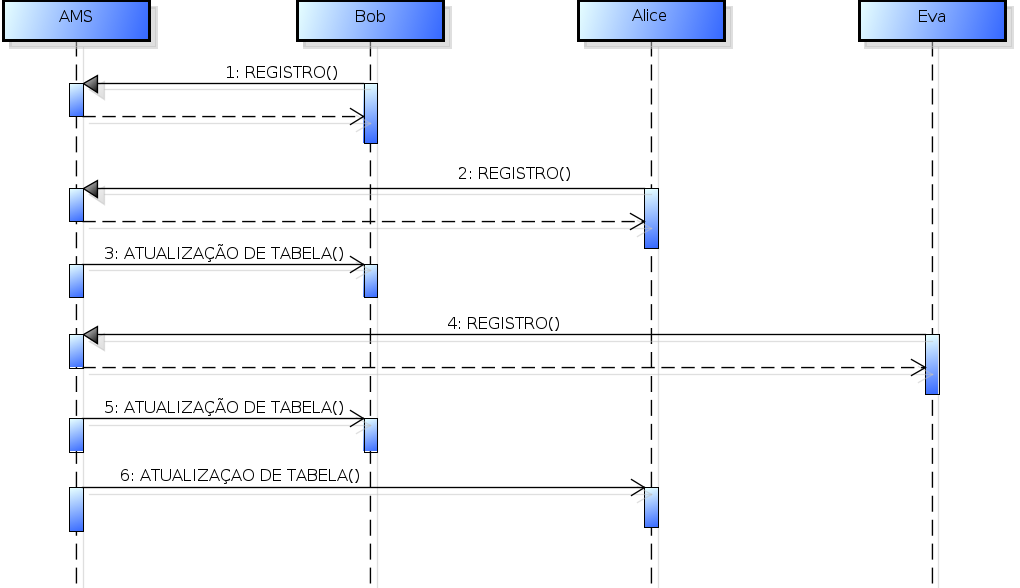 AMS
Bob
Alice
Eva
1: REGISTRO()
2: REGISTRO()
3: ATUALIZAÇÃO DE TABELA()
4: REGISTRO()
5: ATUALIZAÇÃO DE TABELA()
6: ATUALIZAÇAO DE TABELA()